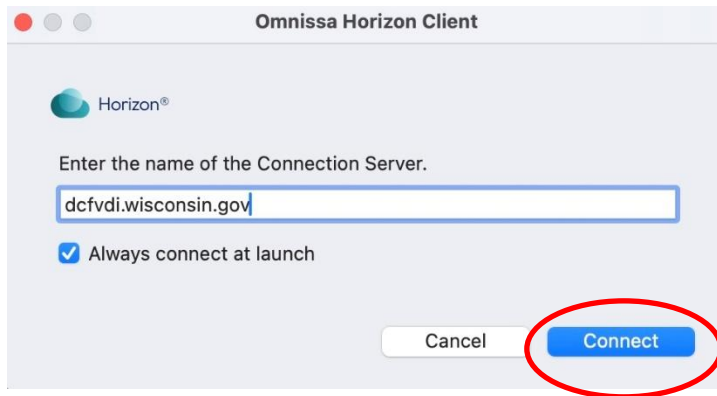 Omnissa Horizon Client
Horizon®
Enter the name of the Connection Server.
dcfvdi.wisconsin.gov
Always connect at launch
Cancel
Connect